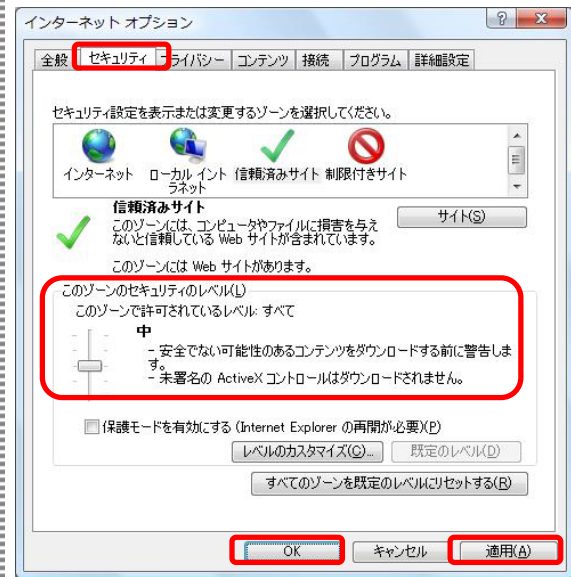 インターネット オプション
全般 セキュリティ プライバシー コンテンツ 接続 プログラム 詳細設定
セキュリティ設定を表示または変更するゾーンを選択してください。
インターネット ローカル イント 信頼済みサイト 制限付きサイト
ラネット
信頼済みサイト
サイト(S)
このゾーンには、コンピュータやファイルに損害を与え
ないと信頼している Web サイトが含まれています。
このゾーンには Web サイトがあります。
このゾーンのセキュリティのレベル(L)
このゾーンで許可されているレベル: すべて
中
- 安全でない可能性のあるコンテンツをダウンロードする前に警告しま
す。
- 未署名の ActiveX コントロールはダウンロードされません。
保護モードを有効にする (Internet Explorer の再開が必要)(P)
レベルのカスタマイズ(C)... 既定のレベル(D)
すべてのゾーンを既定のレベルにリセットする(R)
OK キャンセル 適用(A)